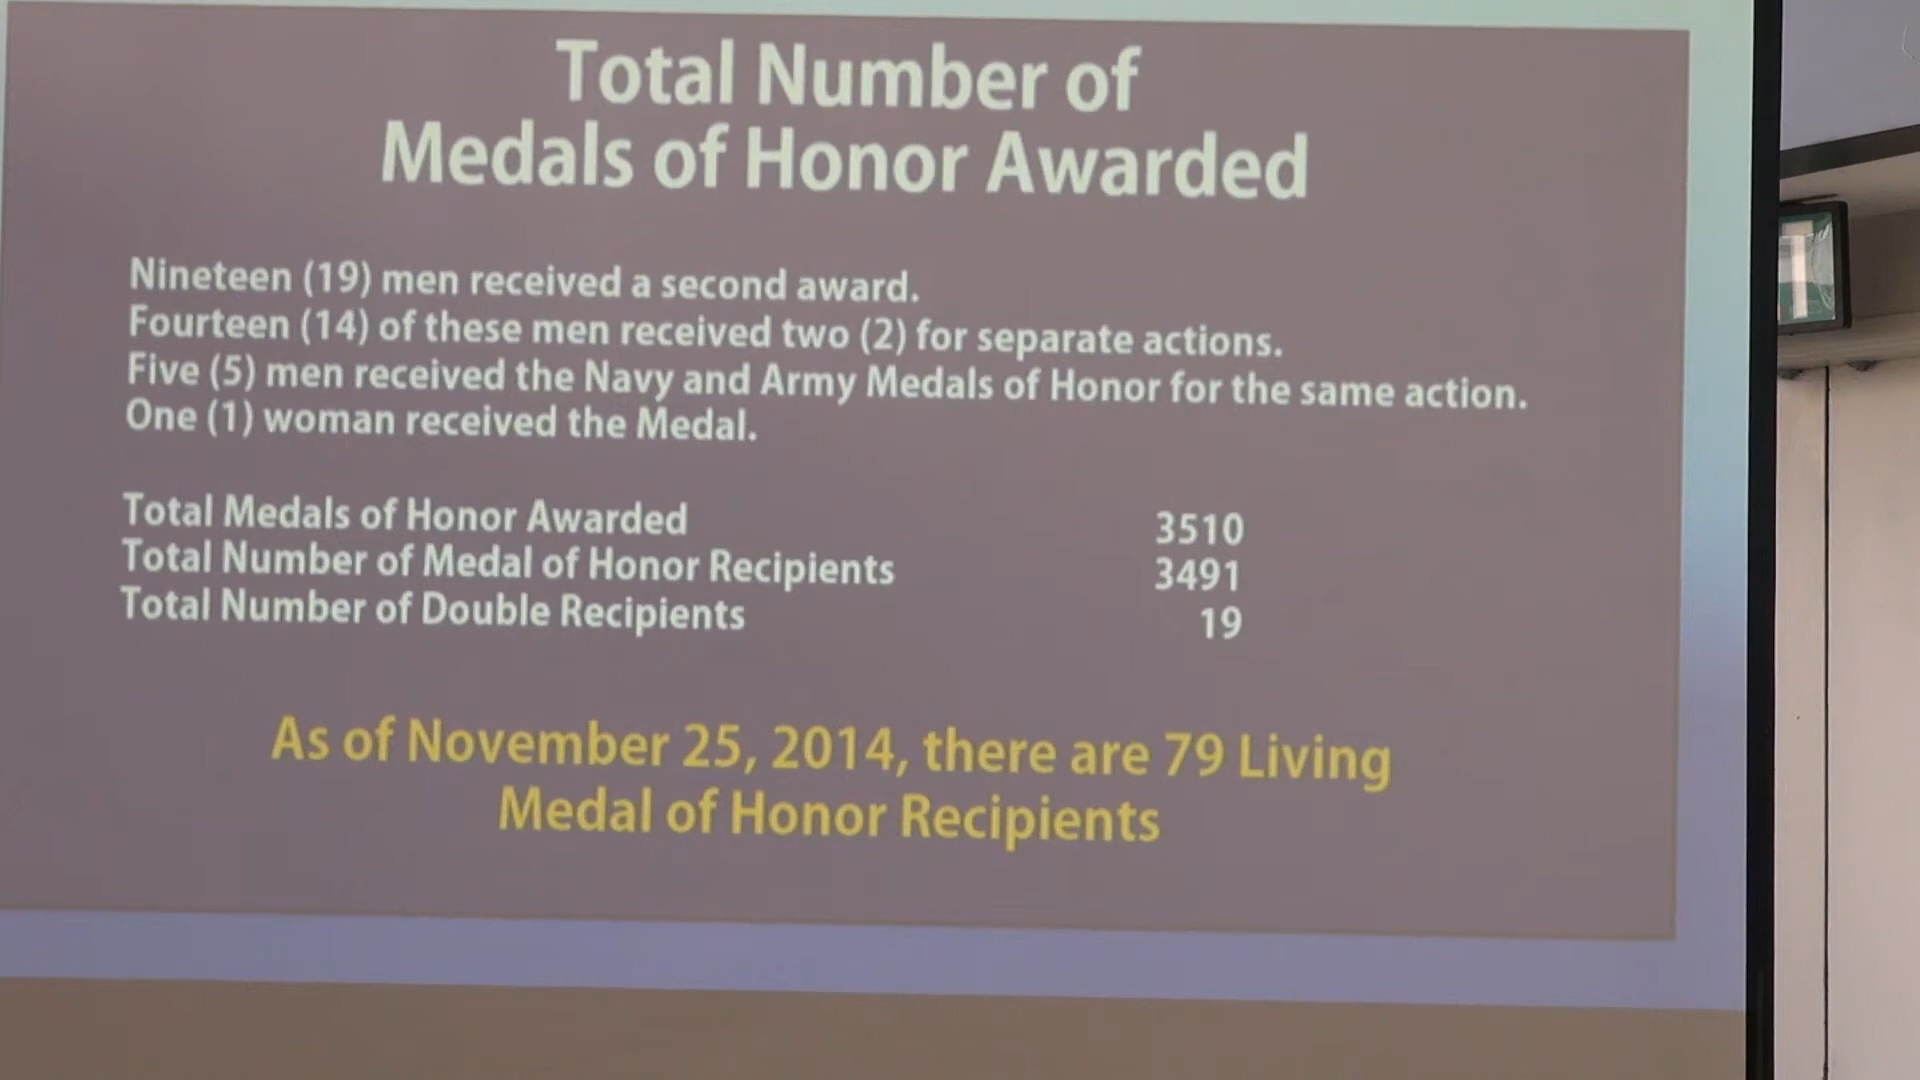 Total Number of
Medals of Honor Awarded
Nineteen (19) men received a second award.
Fourteen (14) of these men received two (2) for separate actions.
Five (5) men received the Navy and Army Medals of Honor for the same action.
One (1) woman received the Medal.
Total Medals of Honor Awarded 3510
Total Number of Medal of Honor Recipients 3491
Total Number of Double Recipients 19
As of November 25, 2014, there are 79 Living
Medal of Honor Recipients